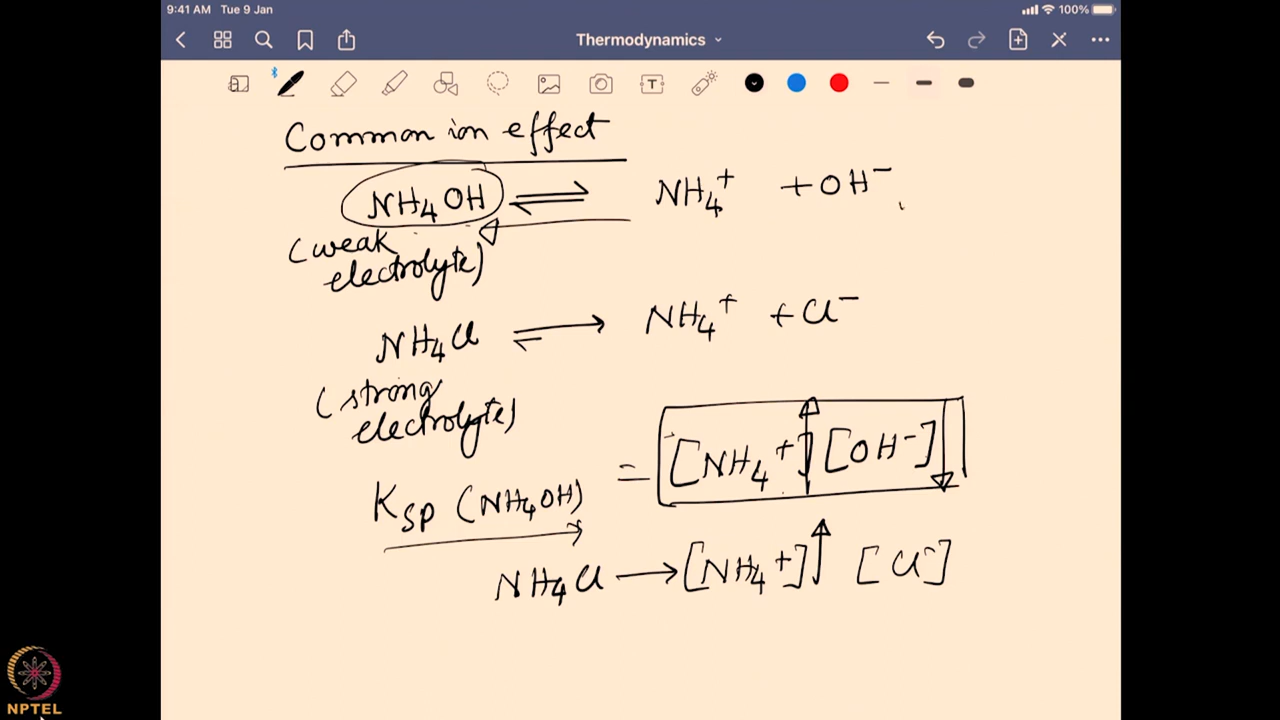 9:41 AM Tue 9 Jan 100%
Thermodynamics
T
Common ion effect
NH₄OH ⇌ NH₄⁺ + OH⁻
(weak electrolyte)
NH₄Cl ⇌ NH₄⁺ + Cl⁻
(strong electrolyte)
Ksp (NH₄OH) = [NH₄⁺]↑ [OH⁻]↓
NH₄Cl → [NH₄⁺]↑ [Cl⁻]
NPTEL